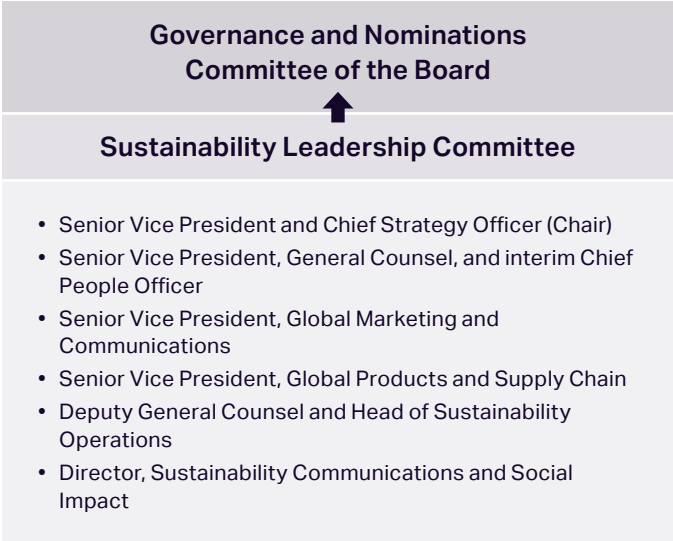 Governance and Nominations
Committee of the Board
Sustainability Leadership Committee
• Senior Vice President and Chief Strategy Officer (Chair)
• Senior Vice President, General Counsel, and interim Chief
People Officer
• Senior Vice President, Global Marketing and
Communications
• Senior Vice President, Global Products and Supply Chain
• Deputy General Counsel and Head of Sustainability
Operations
• Director, Sustainability Communications and Social
Impact